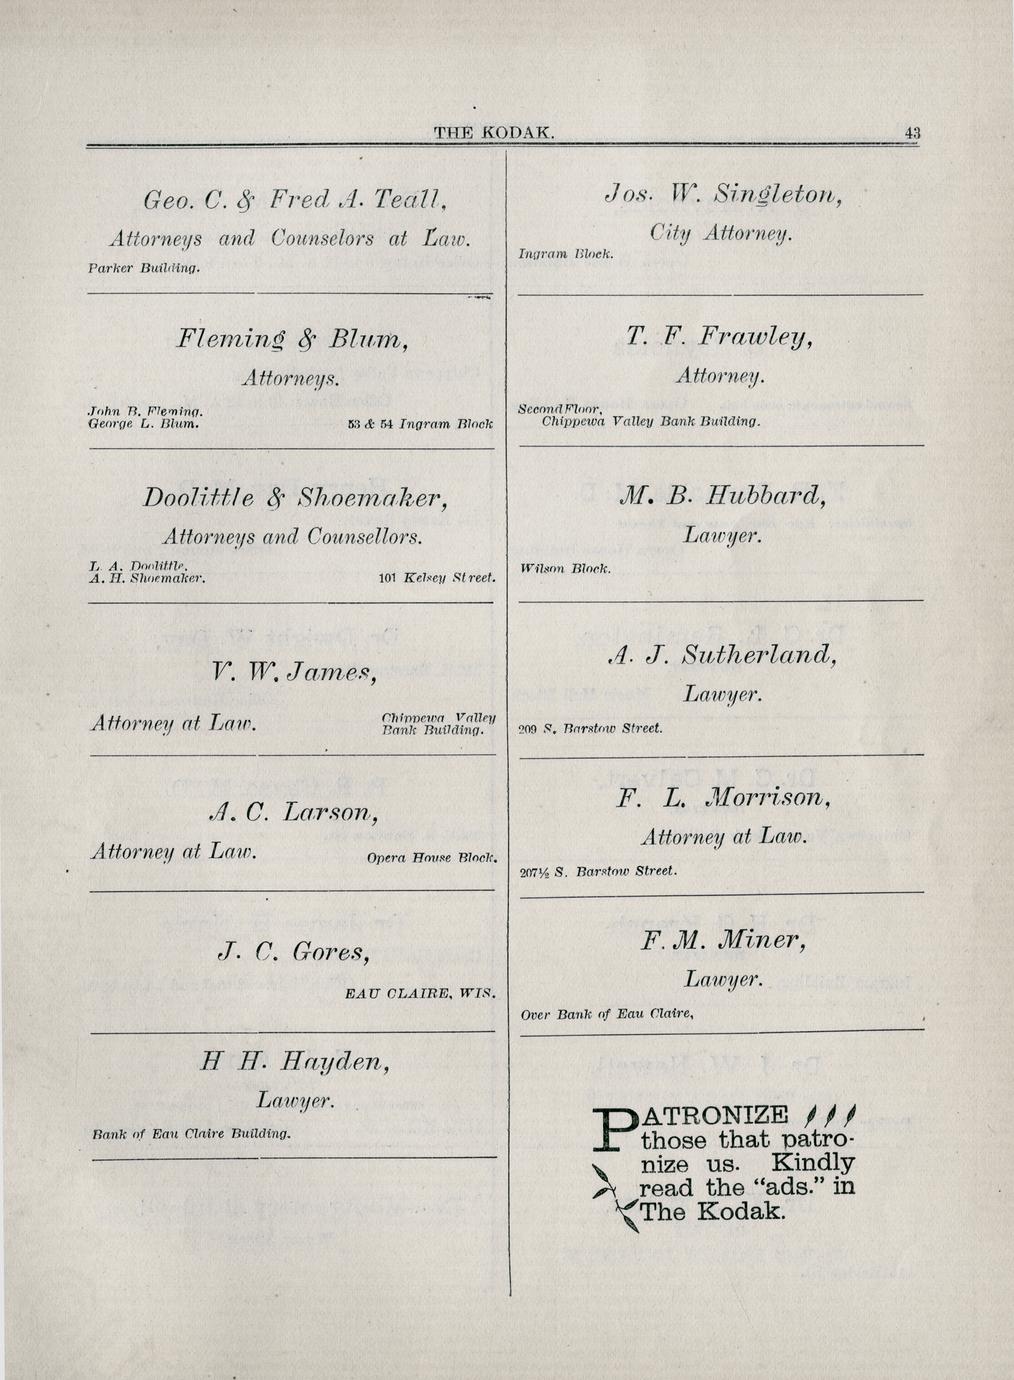 THE KODAK.
43
Geo. C. & Fred A. Teall,
Attorneys and Counselors at Law.
Parker Building.
Fleming & Blum,
Attorneys.
John B. Fleming.
George L. Blum.
53 & 54 Ingram Block
Doolittle & Shoemaker,
Attorneys and Counsellors.
L. A. Doolittle,
A. H. Shoemaker.
101 Kelsey Street.
V. W. James,
Attorney at Law.
Chippewa Valley
Bank Building.
A. C. Larson,
Attorney at Law.
Opera House Block.
J. C. Gores,
EAU CLAIRE, WIS.
H H. Hayden,
Lawyer.
Bank of Eau Claire Building.
Jos. W. Singleton,
City Attorney.
Ingram Block.
T. F. Frawley,
Attorney.
Second Floor,
Chippewa Valley Bank Building.
M. B. Hubbard,
Lawyer.
Wilson Block.
A. J. Sutherland,
Lawyer.
209 S. Barstow Street.
F. L. Morrison,
Attorney at Law.
207½ S. Barstow Street.
F. M. Miner,
Lawyer.
Over Bank of Eau Claire,
PATRONIZE
those that patro-
nize us. Kindly
read the "ads." in
The Kodak.